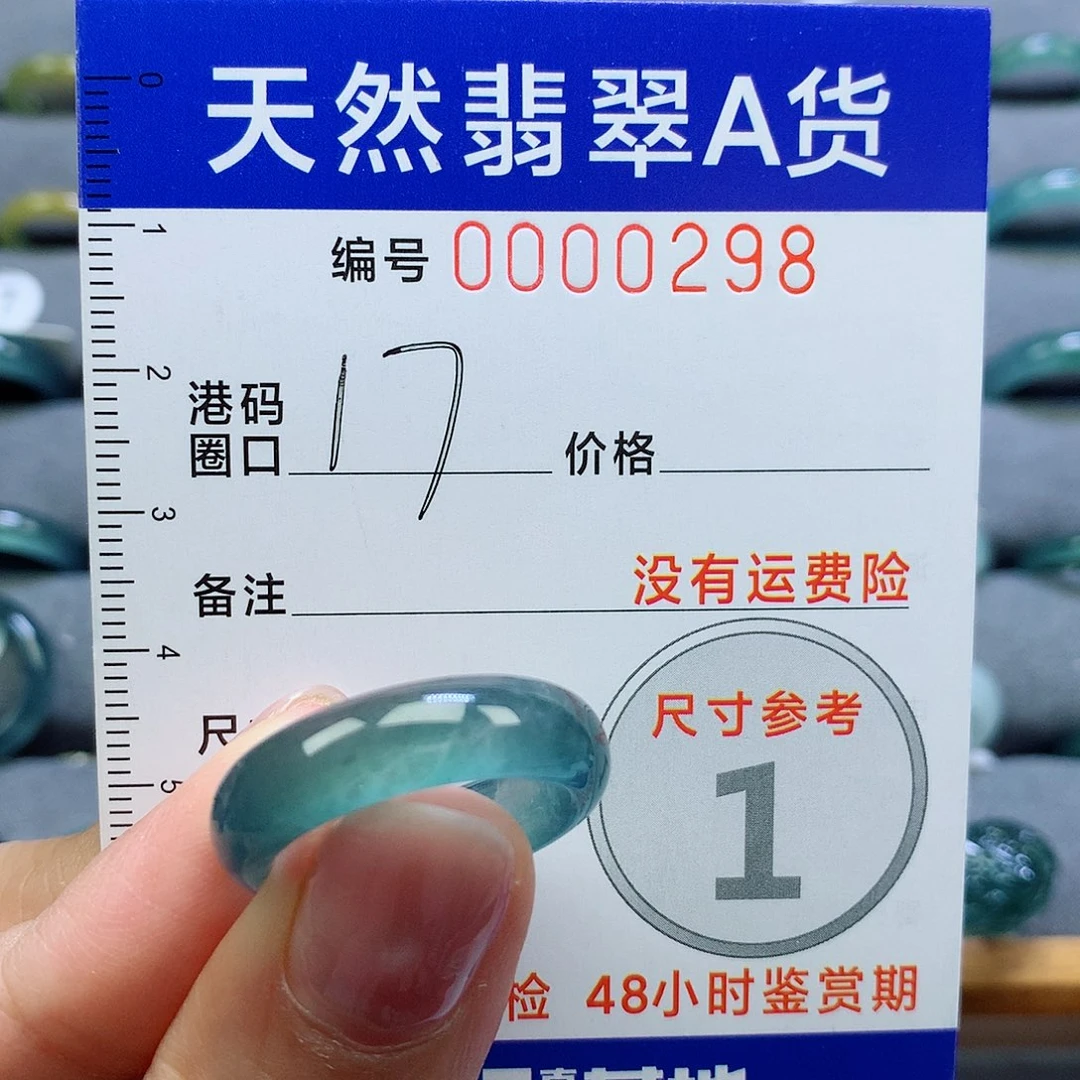 天然翡翠A货
0
1
编号 0000298
2
港码
圈口 17 价格
3
没有运费险
备注
4
尺
尺寸参考
5
1
检 48小时鉴赏期